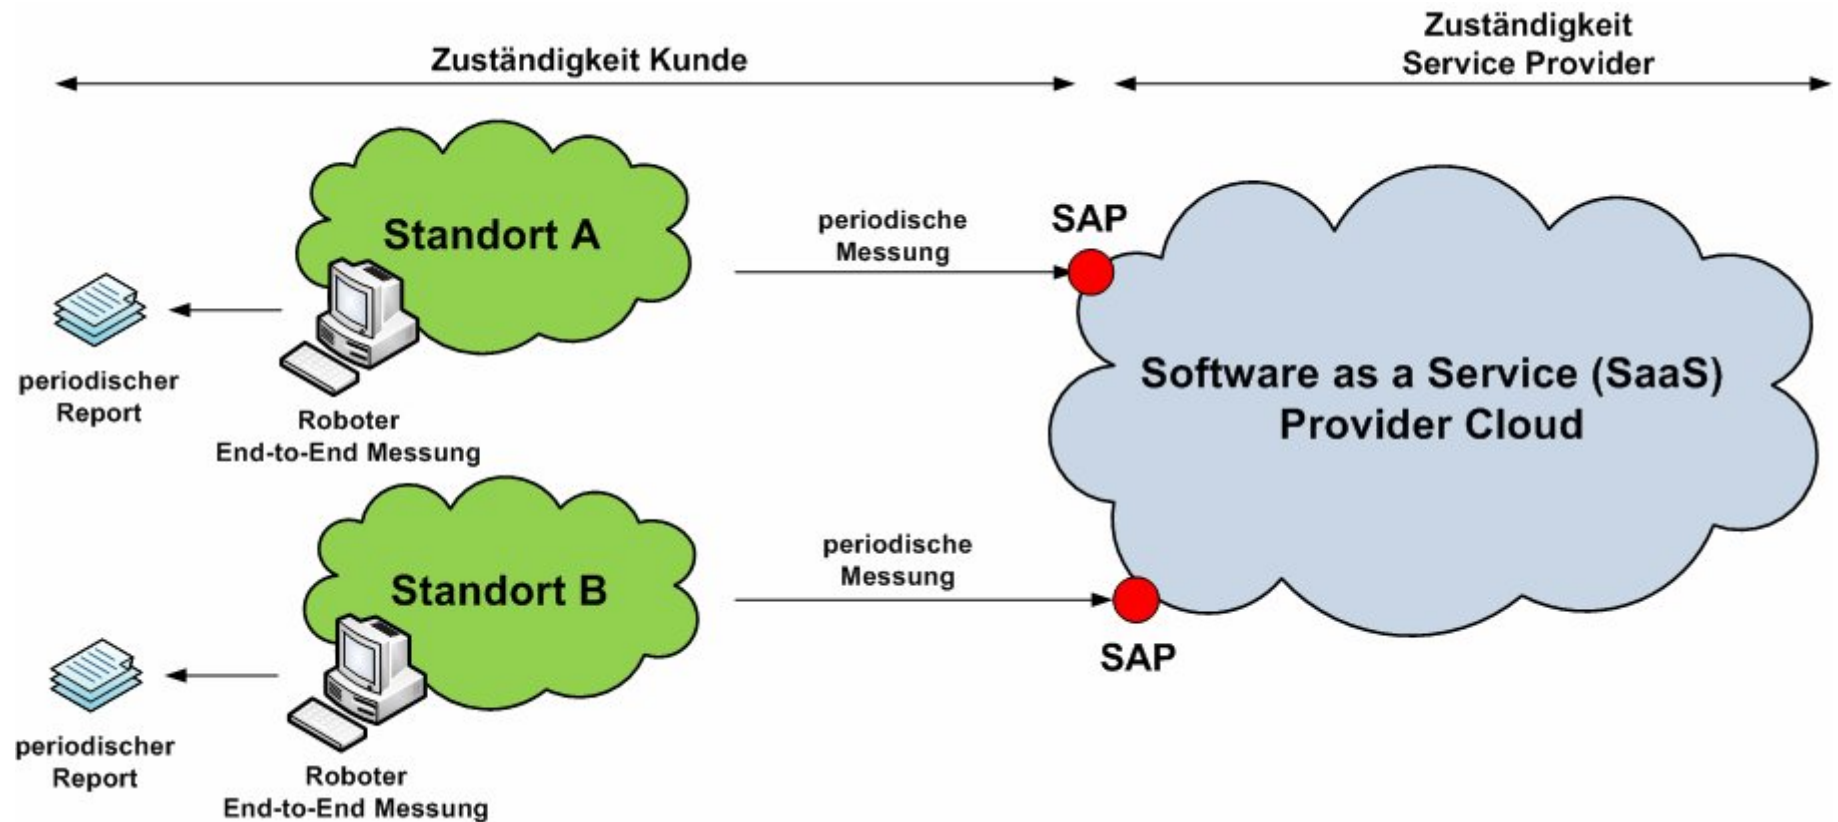 Zuständigkeit Kunde
Zuständigkeit
Service Provider
Standort A
periodische
Messung
SAP
periodischer
Report
Roboter
End-to-End Messung
Software as a Service (SaaS)
Provider Cloud
Standort B
periodische
Messung
SAP
periodischer
Report
Roboter
End-to-End Messung